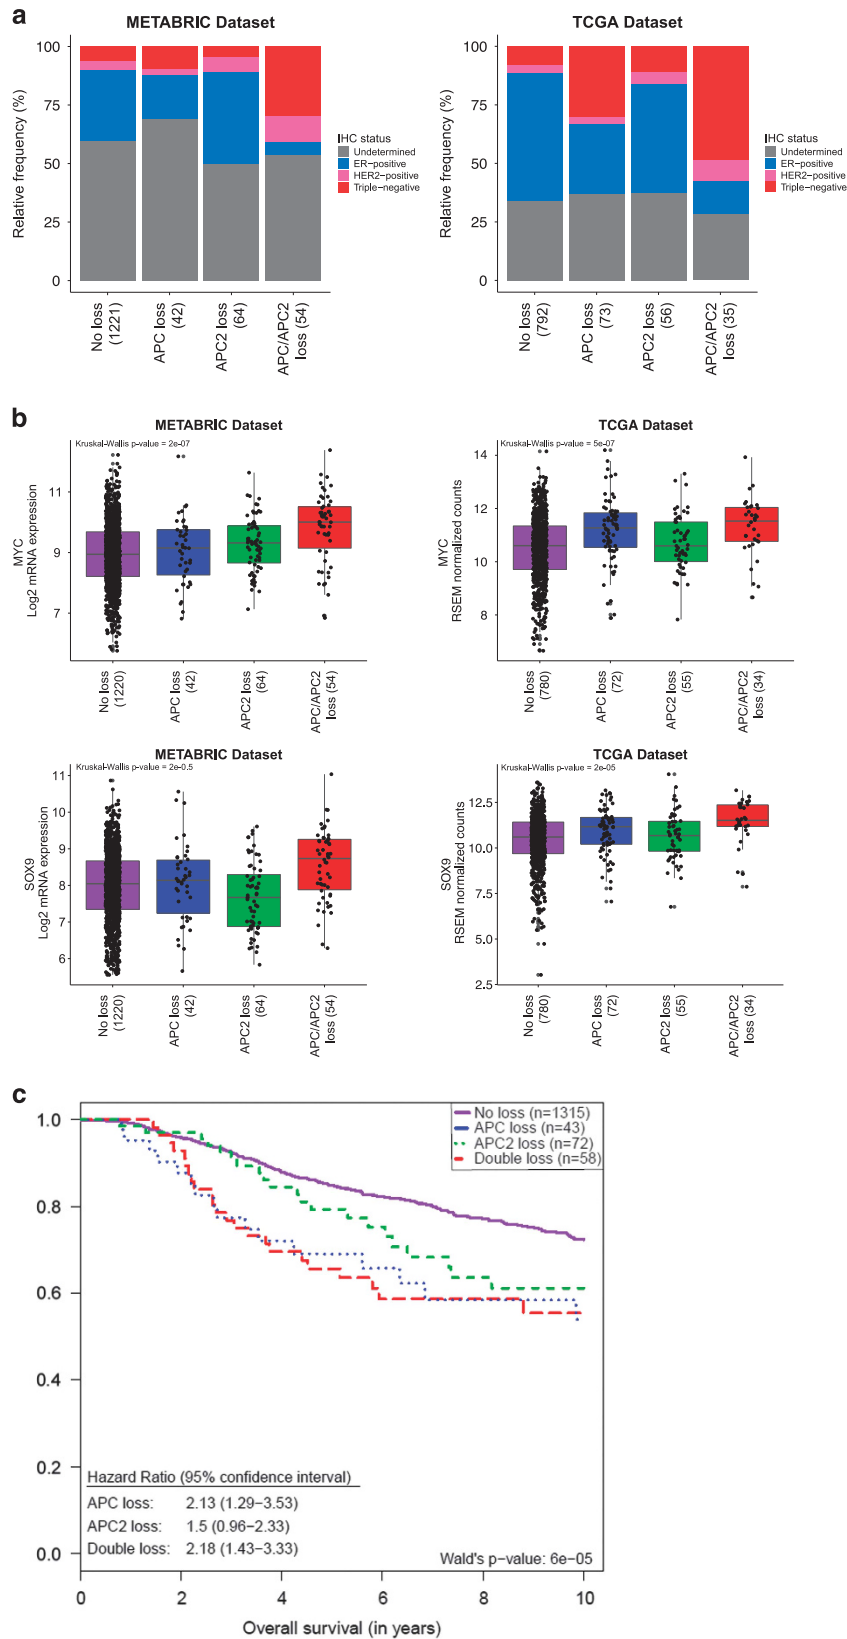 a
METABRIC Dataset
TCGA Dataset
Relative frequency (%)
100
75
50
25
0
IHC status
Undetermined
ER-positive
HER2-positive
Triple-negative
No loss
(1221)
APC loss
(42)
APC2 loss
(64)
APC/APC2
loss (54)
Relative frequency (%)
100
75
50
25
0
IHC status
Undetermined
ER-positive
HER2-positive
Triple-negative
No loss
(792)
APC loss
(73)
APC2 loss
(56)
APC/APC2
loss (35)
b
METABRIC Dataset
Kruskal-Wallis p-value = 2e-07
MYC
Log2 mRNA expression
11
9
7
No loss
(1220)
APC loss
(42)
APC2 loss
(64)
APC/APC2
loss (54)
TCGA Dataset
Kruskal-Wallis p-value = 5e-07
MYC
RSEM normalized counts
14
12
10
8
No loss
(780)
APC loss
(72)
APC2 loss
(55)
APC/APC2
loss (34)
METABRIC Dataset
Kruskal-Wallis p-value = 2e-0.5
SOX9
Log2 mRNA expression
11
10
9
8
7
6
No loss
(1220)
APC loss
(42)
APC2 loss
(64)
APC/APC2
loss (54)
TCGA Dataset
Kruskal-Wallis p-value = 2e-05
SOX9
RSEM normalized counts
12.5
10.0
7.5
5.0
2.5
No loss
(780)
APC loss
(72)
APC2 loss
(55)
APC/APC2
loss (34)
c
1.0
0.8
0.6
0.4
0.2
0.0
No loss (n=1315)
APC loss (n=43)
APC2 loss (n=72)
Double loss (n=58)
Hazard Ratio (95% confidence interval)
APC loss: 2.13 (1.29−3.53)
APC2 loss: 1.5 (0.96−2.33)
Double loss: 2.18 (1.43−3.33)
Wald's p-value: 6e−05
0 2 4 6 8 10
Overall survival (in years)